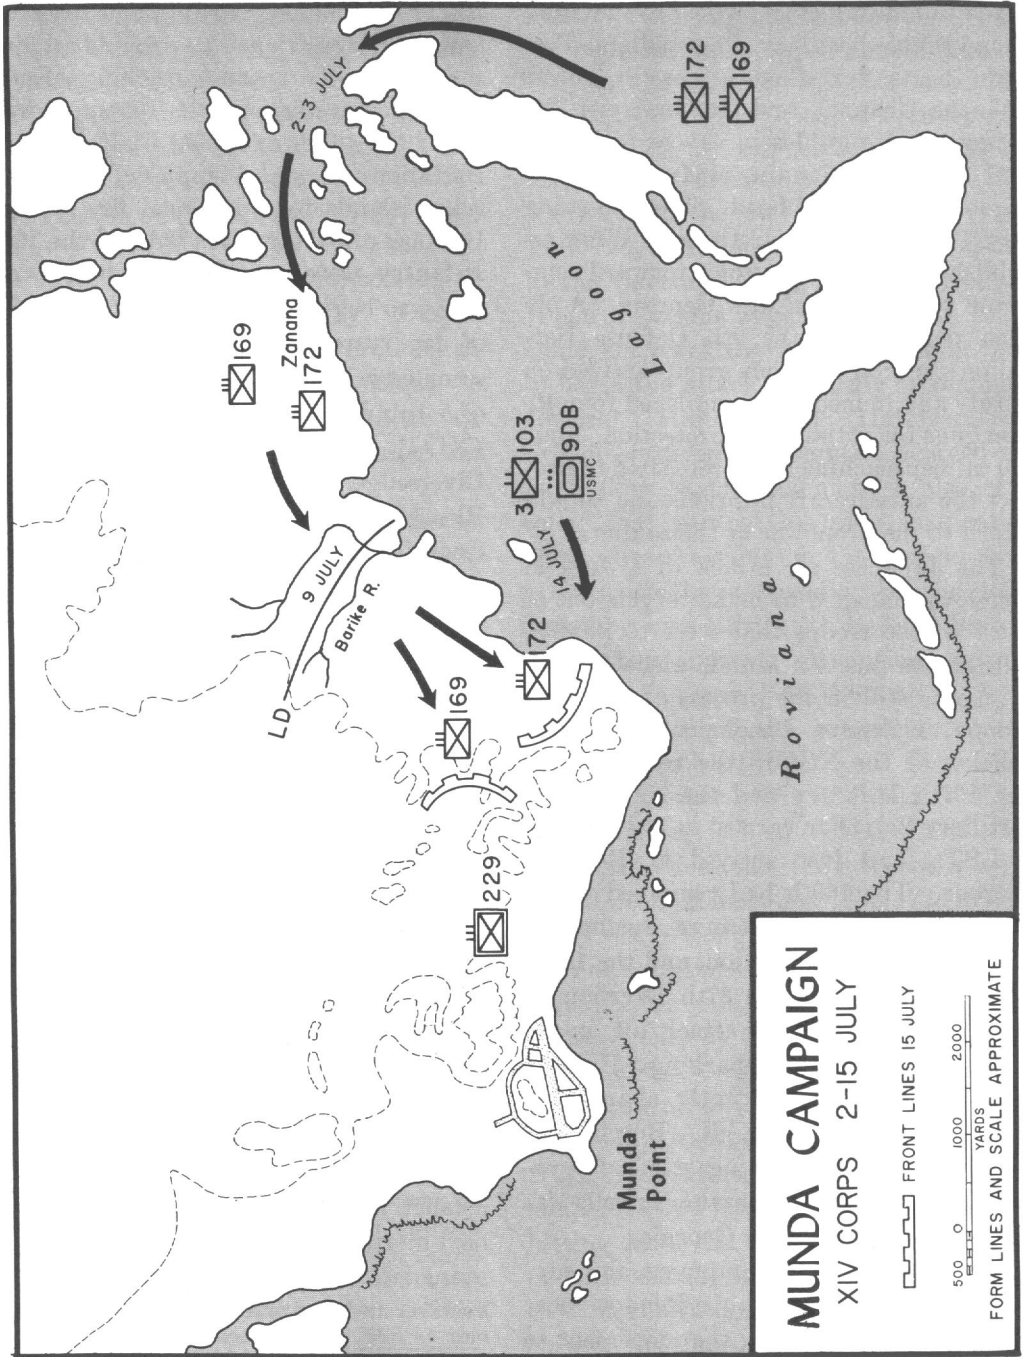 172
169
2-3 JULY
Zanana
169
172
Lagoon
3 103
9DB
USMC
14 JULY
9 JULY
Barike R.
LD
172
169
Roviana
229
Munda
Point
MUNDA CAMPAIGN
XIV CORPS 2-15 JULY
FRONT LINES 15 JULY
500 0 1000 2000
YARDS
FORM LINES AND SCALE APPROXIMATE